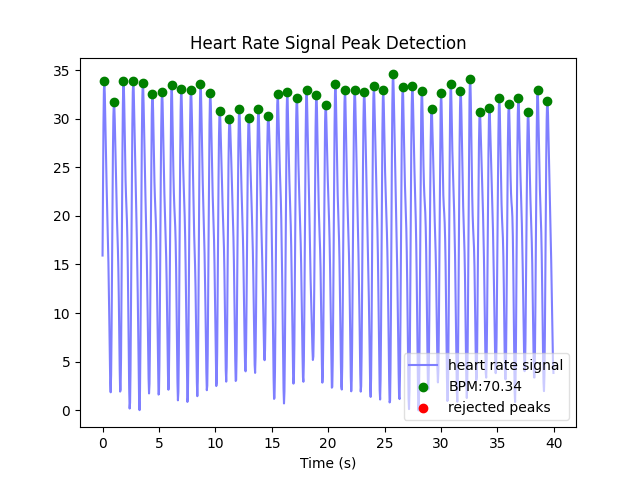 Heart Rate Signal Peak Detection
35
30
25
20
15
10
5
0
heart rate signal
BPM:70.34
rejected peaks
0 5 10 15 20 25 30 35 40
Time (s)